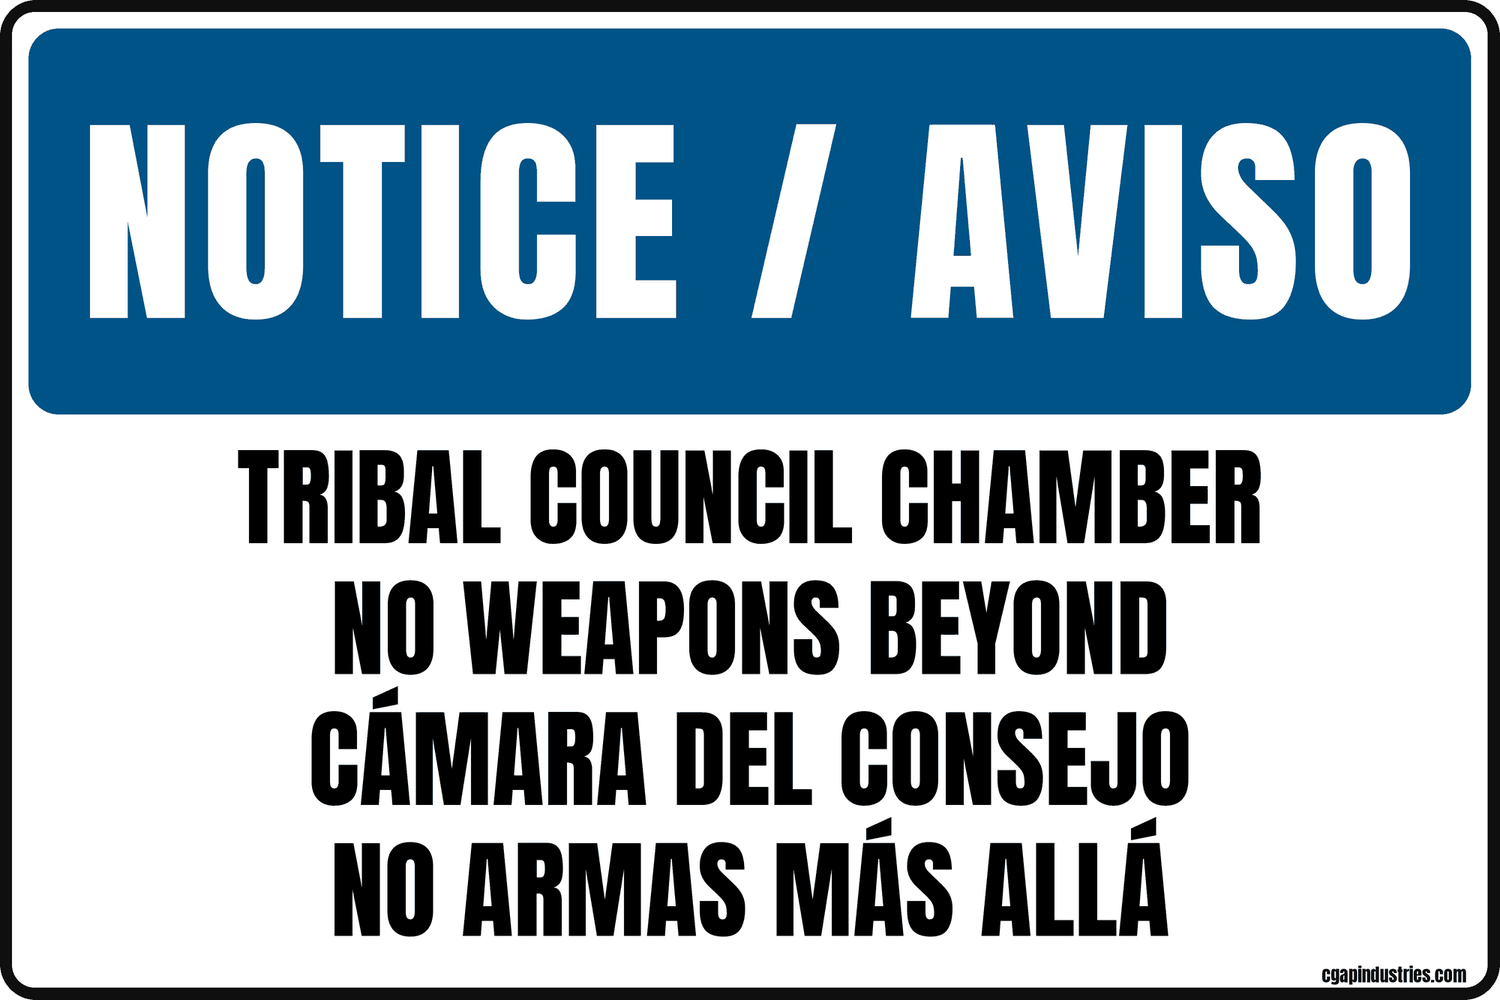 NOTICE / AVISO
TRIBAL COUNCIL CHAMBER
NO WEAPONS BEYOND
CÁMARA DEL CONSEJO
NO ARMAS MÁS ALLÁ
cgapindustries.com